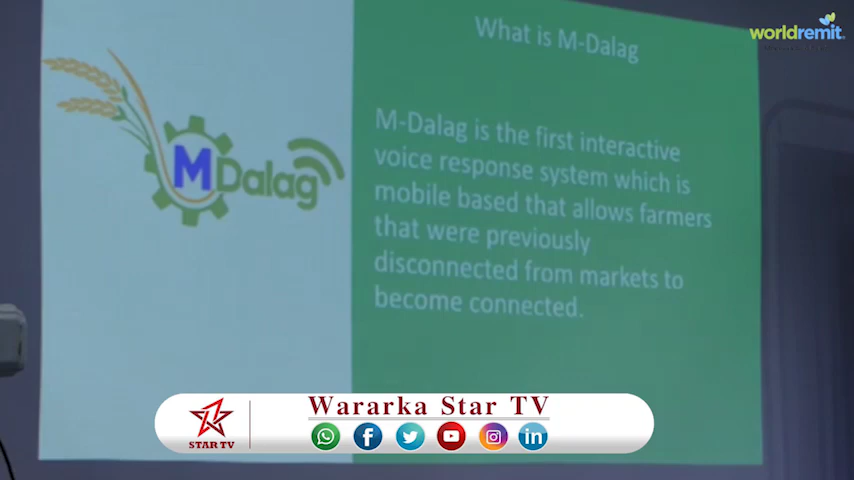 worldremit
What is M-Dalag
M-Dalag is the first interactive
voice response system which is
mobile based that allows farmers
that were previously
disconnected from markets to
become connected.
M Dalag
Wararka Star TV
STAR TV